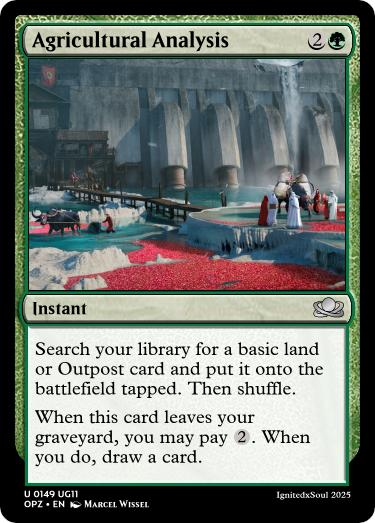 Agricultural Analysis 2
Instant
Search your library for a basic land
or Outpost card and put it onto the
battlefield tapped. Then shuffle.
When this card leaves your
graveyard, you may pay 2. When
you do, draw a card.
U 0149 UG11
OPZ • EN Marcel Wissel
IgnitedxSoul 2025